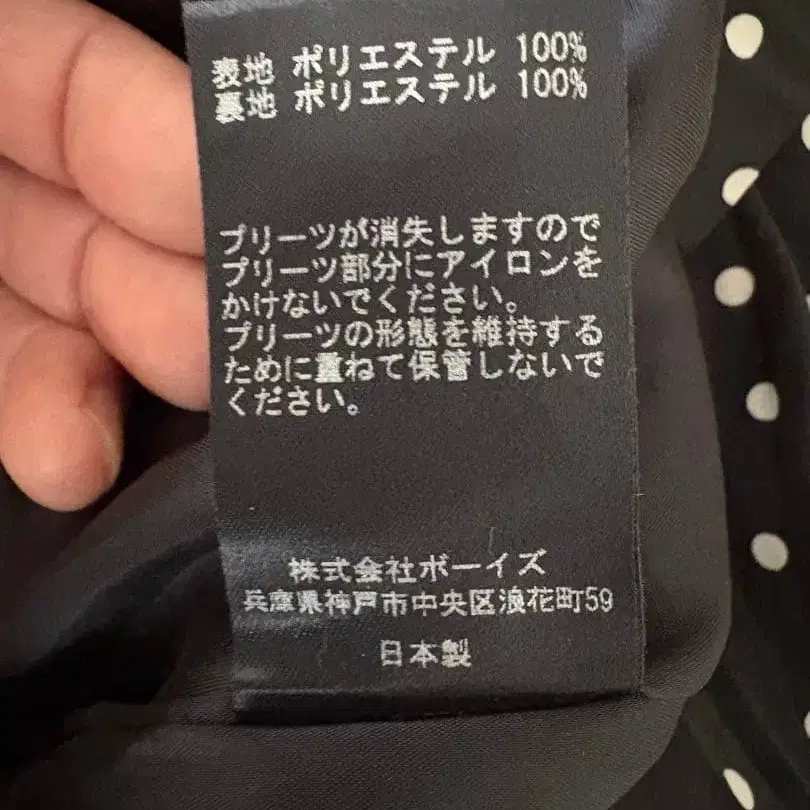 表地 ポリエステル 100%
裏地 ポリエステル 100%
プリーツが消失しますので
プリーツ部分にアイロンを
かけないでください。
プリーツの形態を維持する
ために重ねて保管しないで
ください。
株式会社ボーイズ
兵庫県神戸市中央区浪花町59
日本製